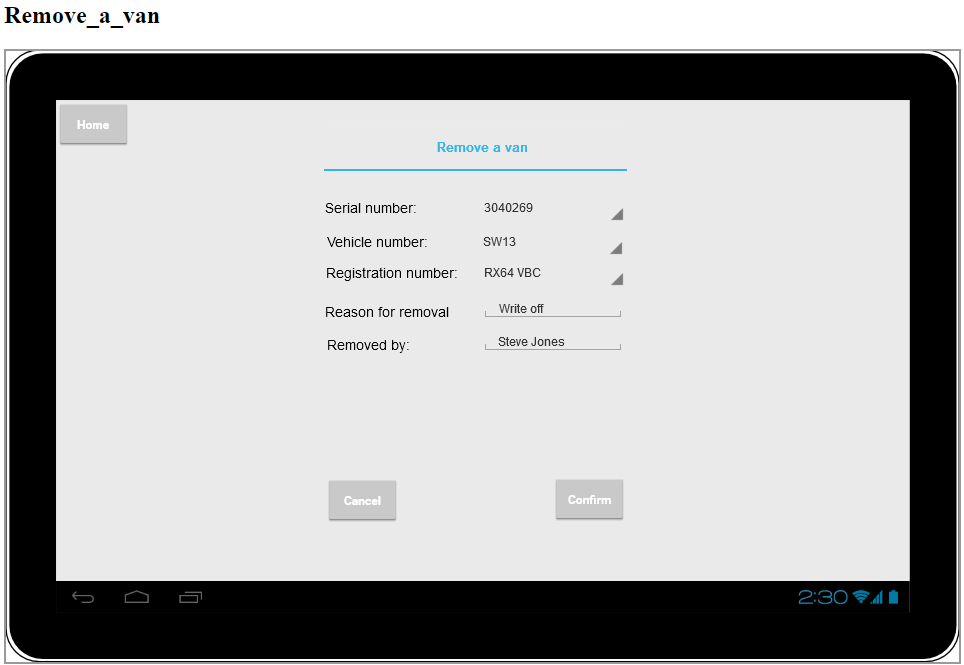 Remove_a_van
Home
Remove a van
Serial number: 3040269
Vehicle number: SW13
Registration number: RX64 VBC
Reason for removal Write off
Removed by: Steve Jones
Cancel Confirm
2:30